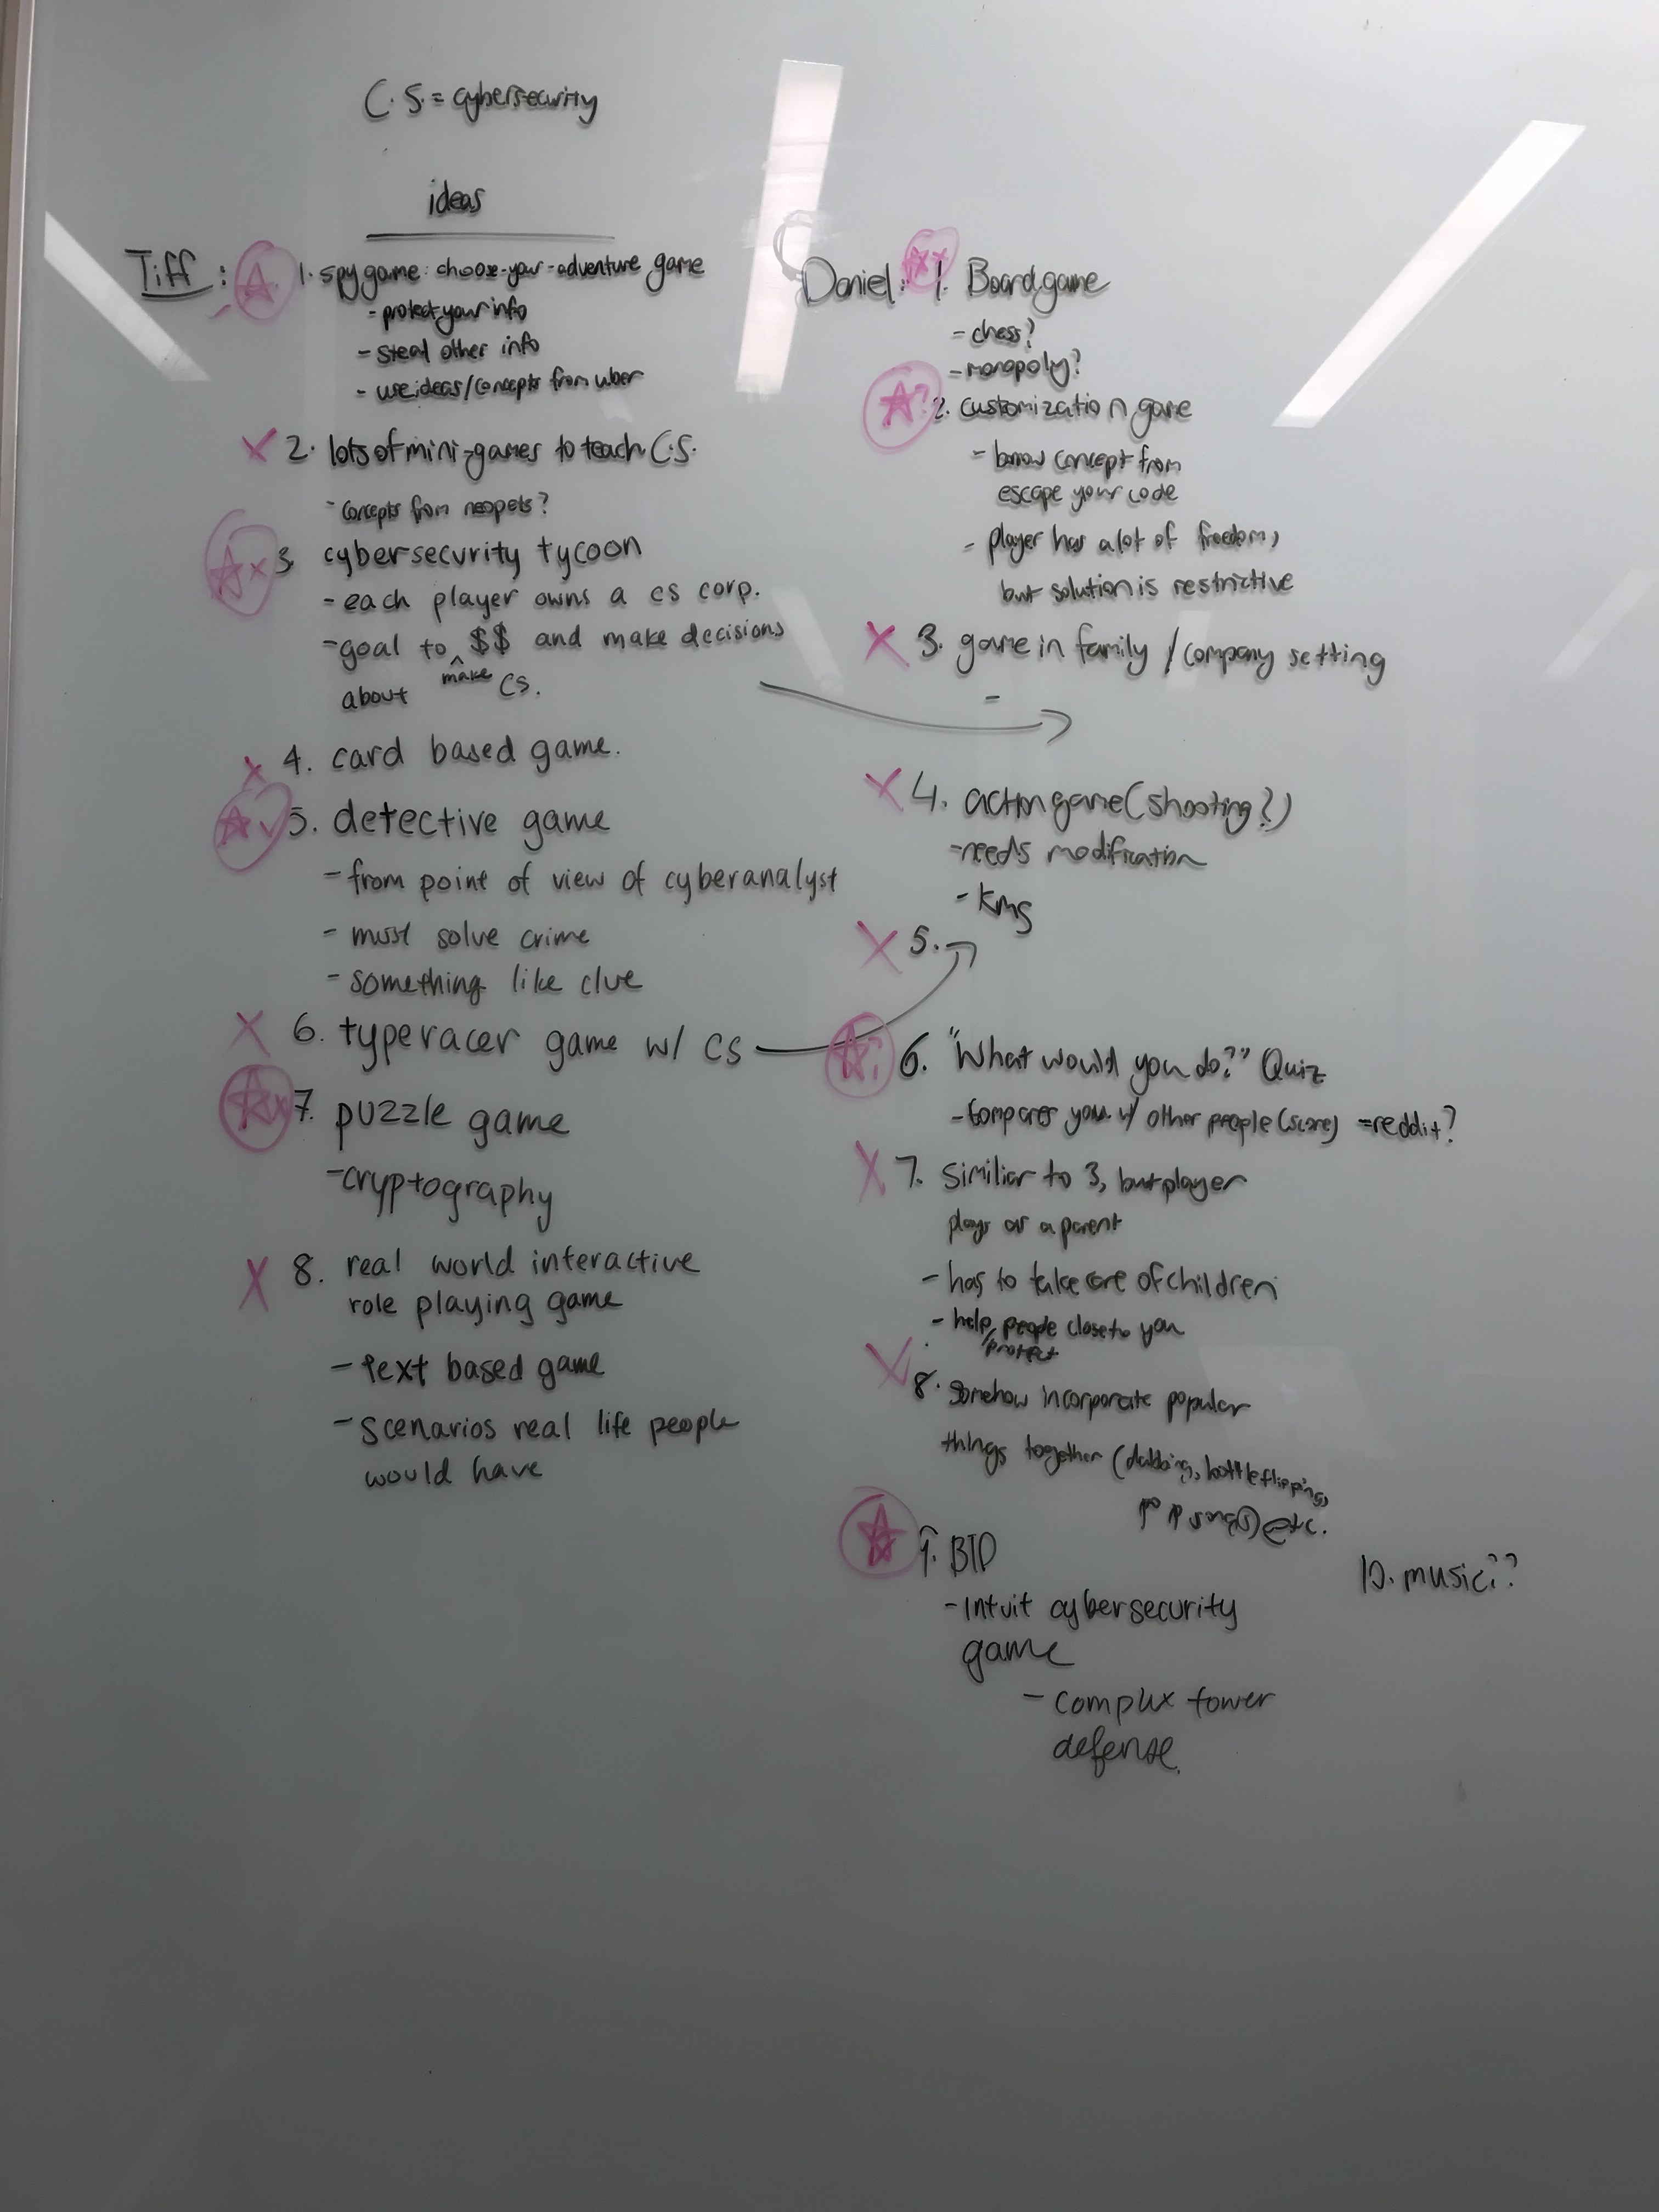 C.S. = cybersecurity
ideas
Tiff:
1. spy game: choose-your-adventure game
- protect your info
- steal other info
- use ideas/concepts from uber
X 2. lots of mini-games to teach C.S.
- concepts from neopets?
3. cybersecurity tycoon
- each player owns a cs corp.
- goal to make $$ and make decisions
about CS.
X 4. card based game.
5. detective game
- from point of view of cyberanalyst
- must solve crime
- something like clue
X 6. typeracer game w/ CS
7. puzzle game
- cryptography
X 8. real world interactive
role playing game
- text based game
- scenarios real life people
would have
Daniel: 1. Board game
- chess?
- monopoly?
2. customization game
- borrow concept from
escape your code
- player has a lot of freedom,
but solution is restrictive
X 3. game in family / company setting
-
X 4. action game (shooting?)
- needs modification
- kms
X 5.
? 6. "What would you do?" Quiz
- compares you w/ other people (score) = reddit?
X 7. Similiar to 3, but player
plays as a parent
- has to take care of children
- help/protect people close to you
X 8. Somehow incorporate popular
things together (dabbing, bottle flipping,
songs) etc.
9. BTD
- Intuit cybersecurity
game
- complex tower
defense.
10. music??